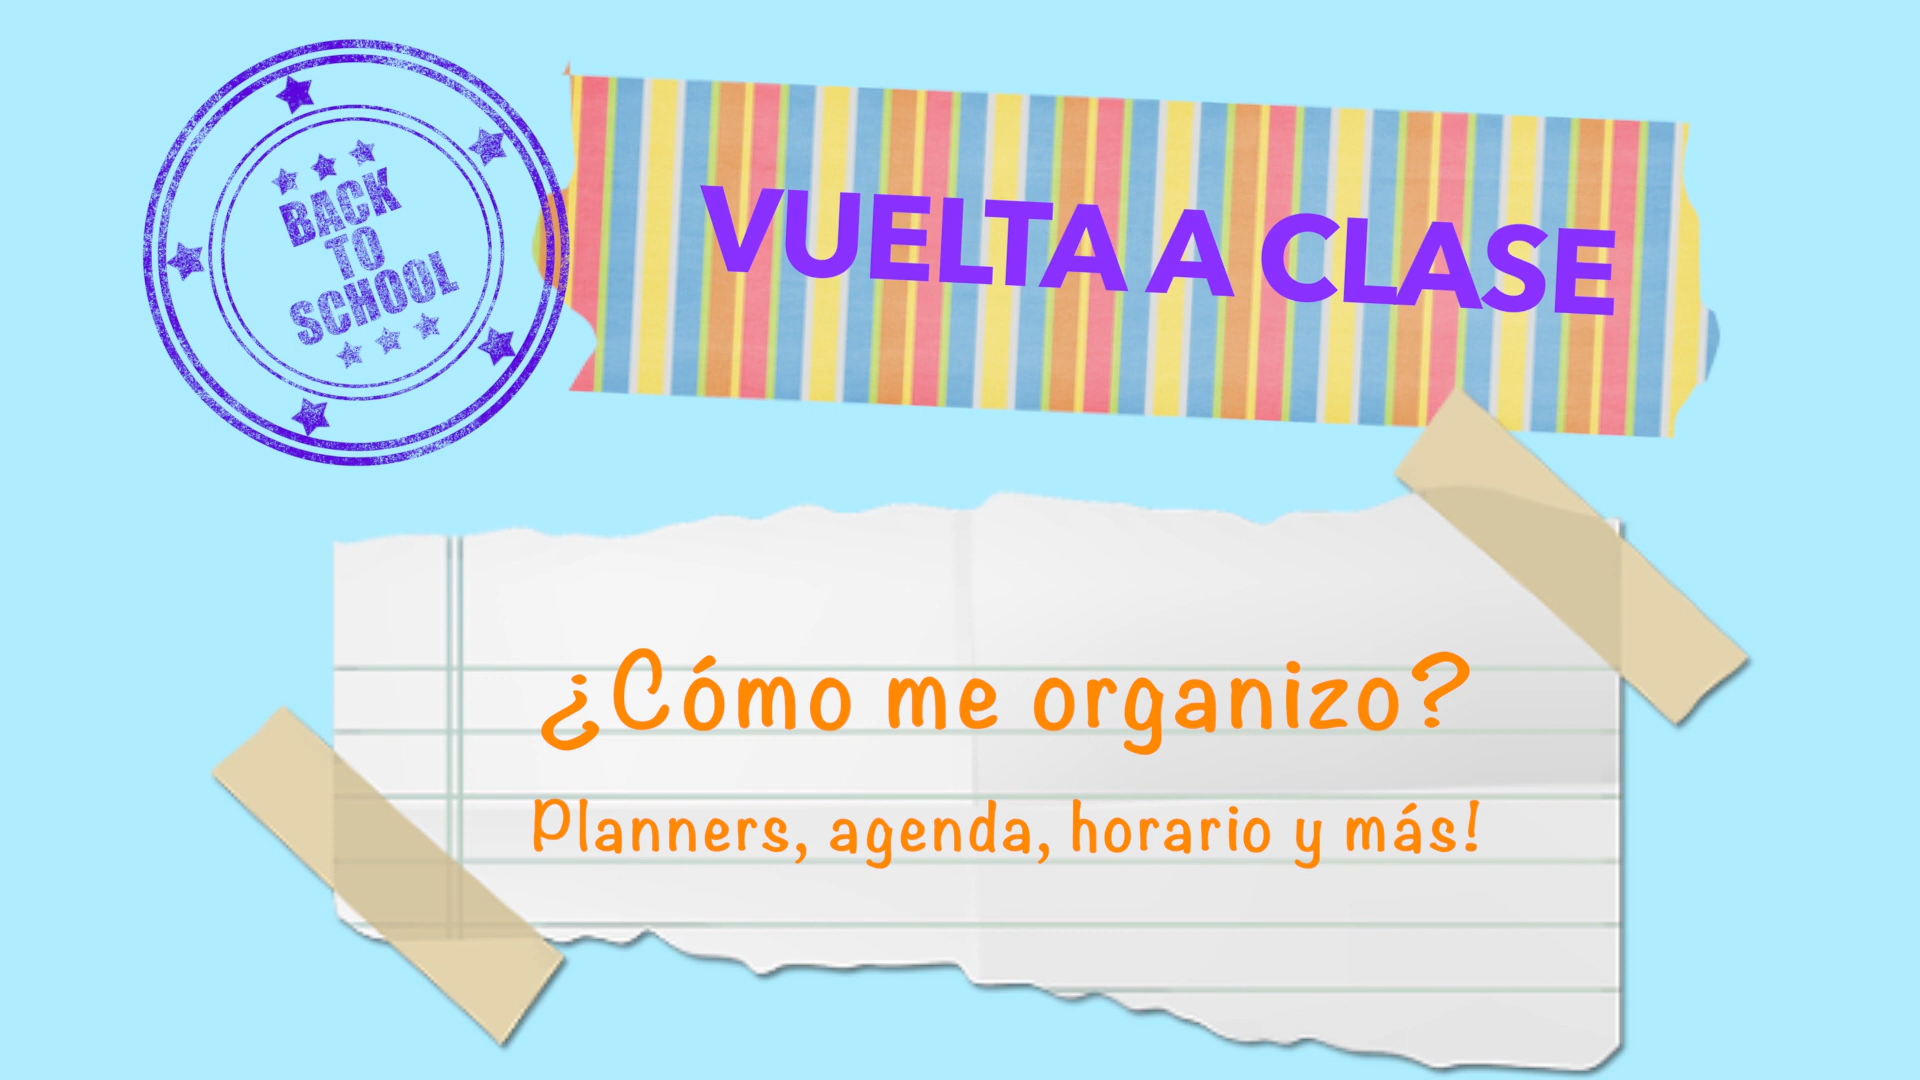 BACK
TO
SCHOOL
VUELTA A CLASE
¿Cómo me organizo?
Planners, agenda, horario y más!